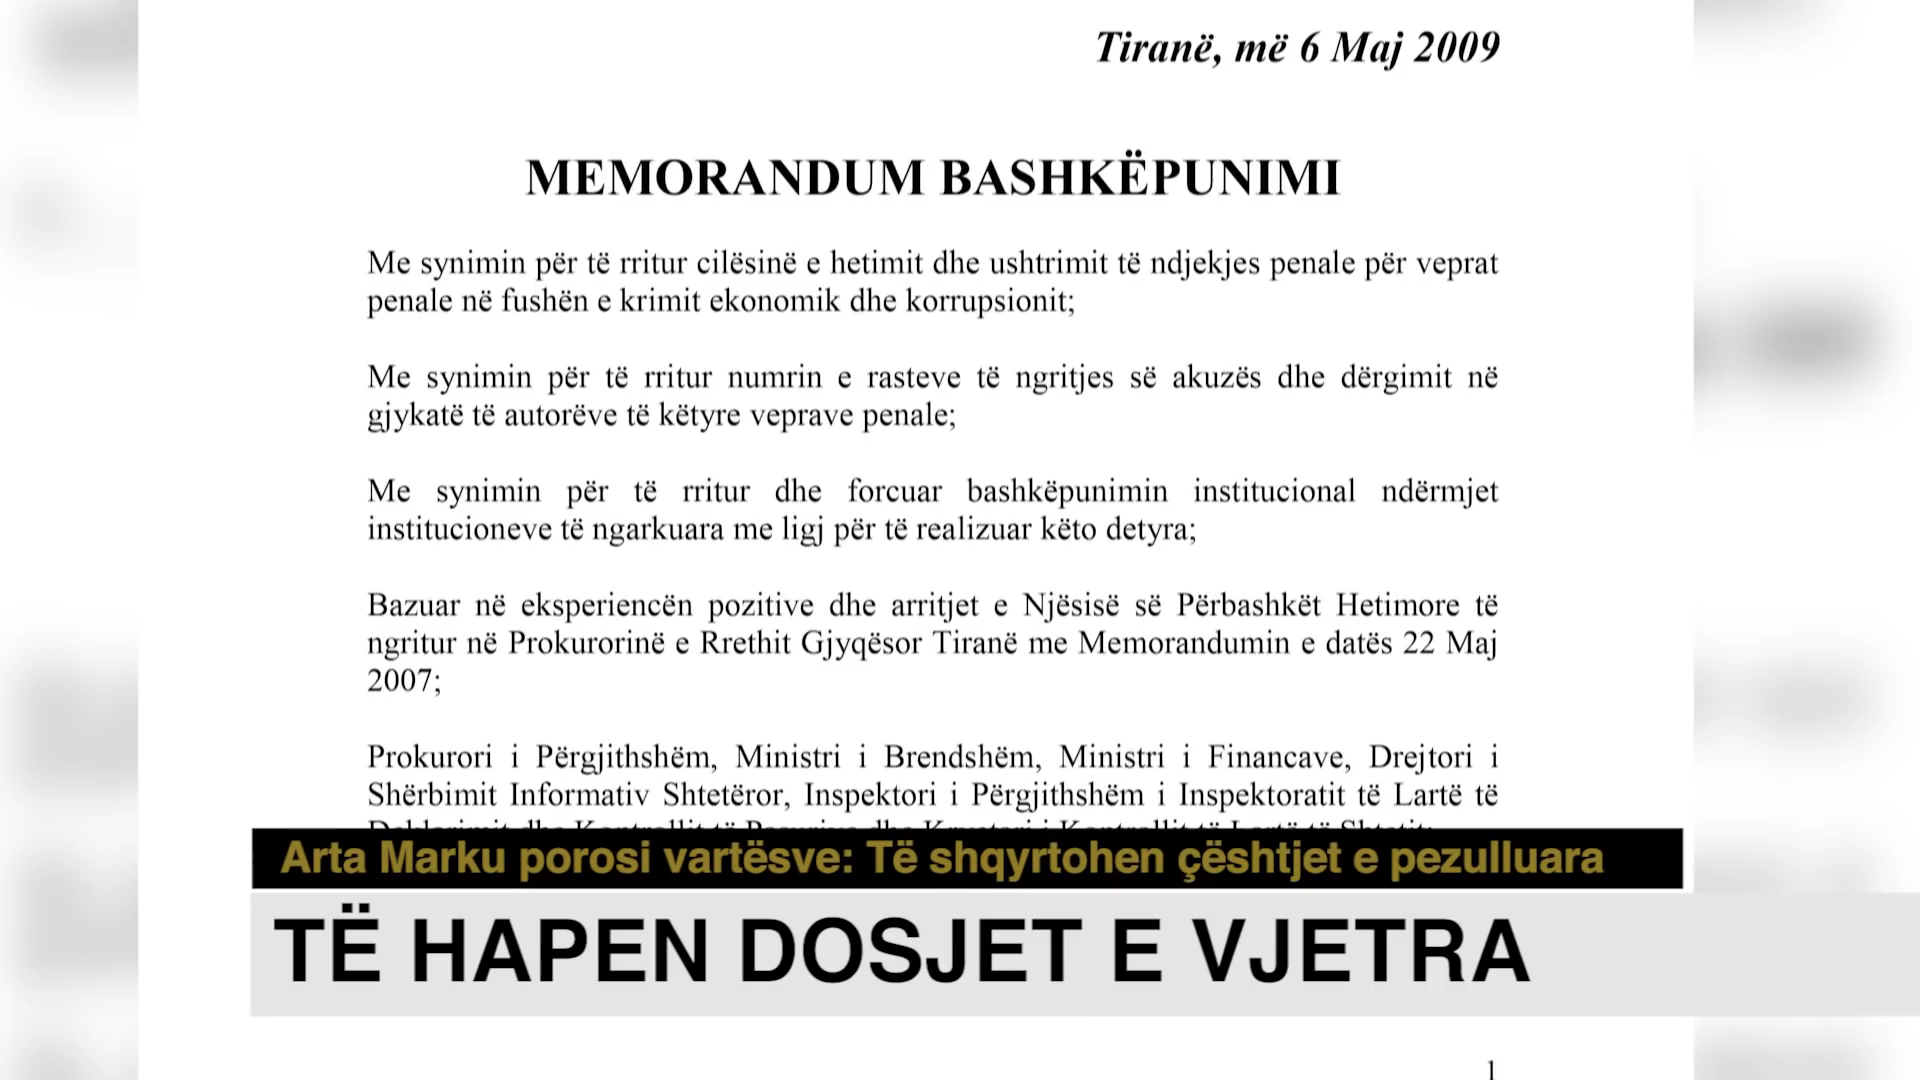 Tiranë, më 6 Maj 2009
MEMORANDUM BASHKËPUNIMI
Me synimin për të rritur cilësinë e hetimit dhe ushtrimit të ndjekjes penale për veprat
penale në fushën e krimit ekonomik dhe korrupsionit;
Me synimin për të rritur numrin e rasteve të ngritjes së akuzës dhe dërgimit në
gjykatë të autorëve të këtyre veprave penale;
Me synimin për të rritur dhe forcuar bashkëpunimin institucional ndërmjet
institucioneve të ngarkuara me ligj për të realizuar këto detyra;
Bazuar në eksperiencën pozitive dhe arritjet e Njësisë së Përbashkët Hetimore të
ngritur në Prokurorinë e Rrethit Gjyqësor Tiranë me Memorandumin e datës 22 Maj
2007;
Prokurori i Përgjithshëm, Ministri i Brendshëm, Ministri i Financave, Drejtori i
Shërbimit Informativ Shtetëror, Inspektori i Përgjithshëm i Inspektoratit të Lartë të
Arta Marku porosi vartësve: Të shqyrtohen çështjet e pezulluara
TË HAPEN DOSJET E VJETRA
1